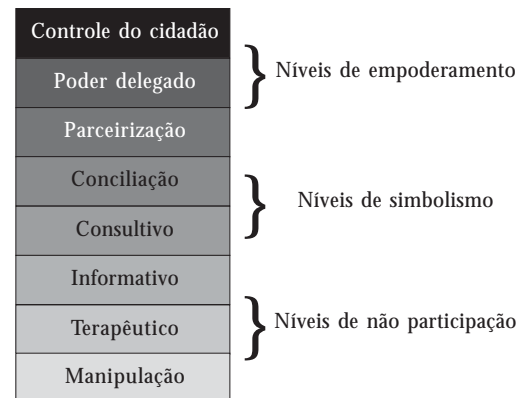 Controle do cidadão
Poder delegado
Níveis de empoderamento
Parceirização
Conciliação
Níveis de simbolismo
Consultivo
Informativo
Terapêutico
Níveis de não participação
Manipulação